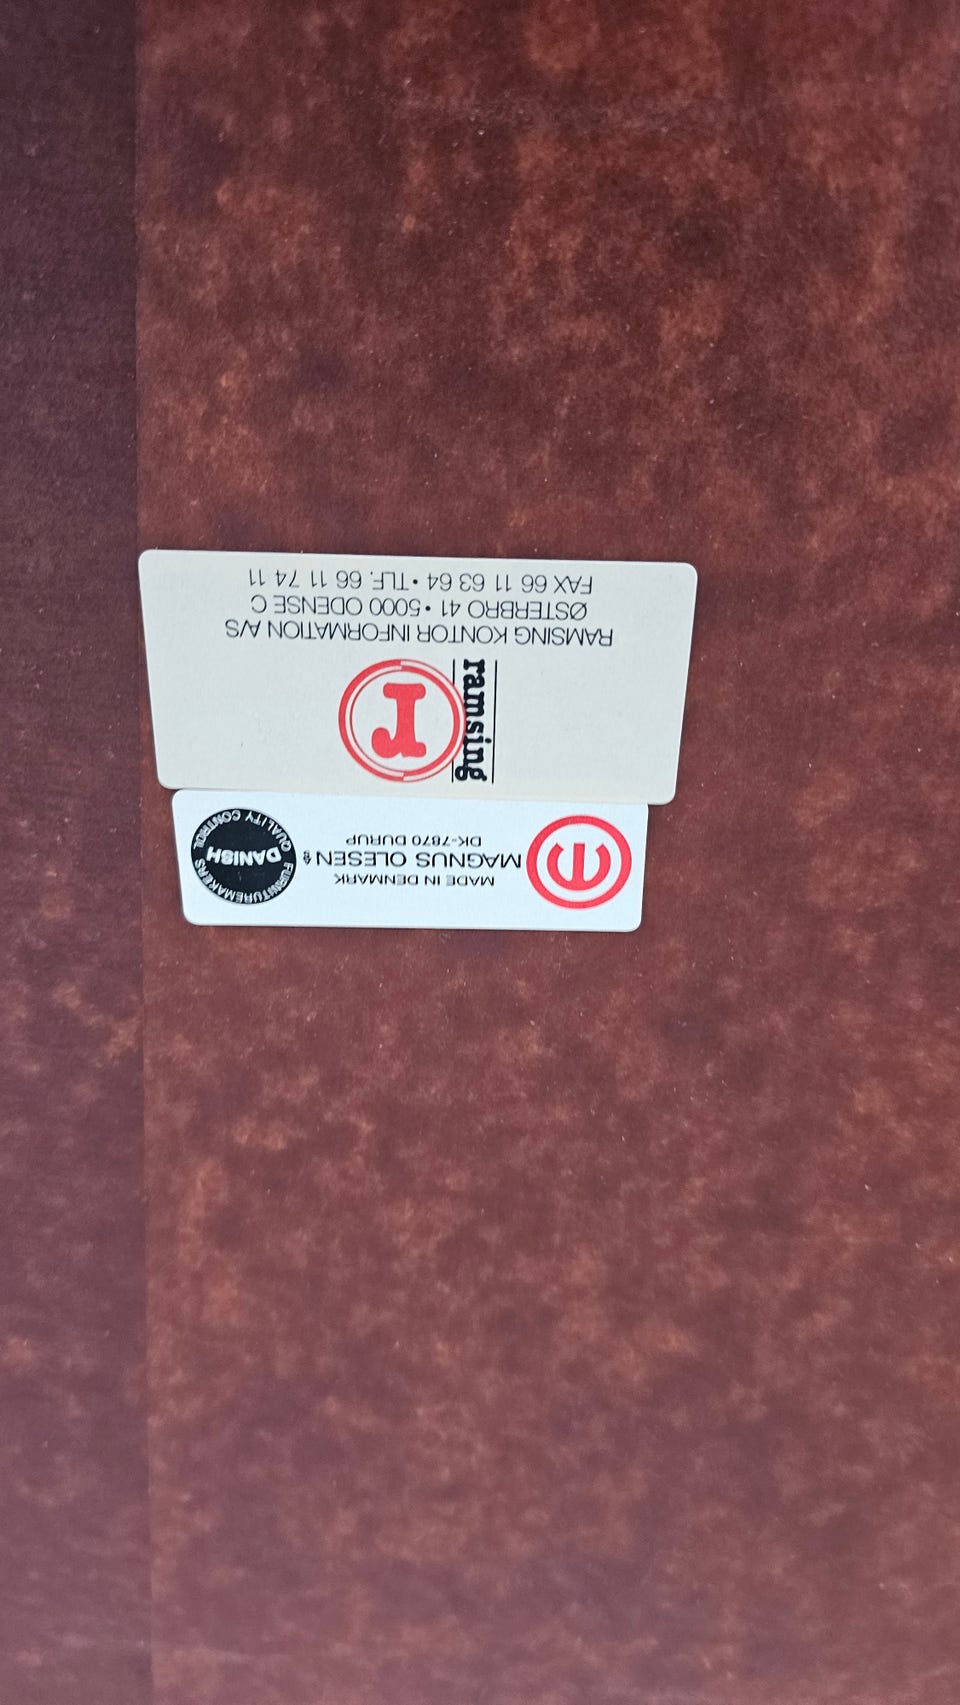 MADE IN DENMARK
MAGNUS OLESEN A/S
DK-7870 DURUP
FURNITUREMAKERS
DANISH
QUALITY CONTROL
ramsing
r
RAMSING KONTOR INFORMATION A/S
ØSTERBRO 41 • 5000 ODENSE C
FAX 66 11 63 64 • TLF. 66 11 74 11